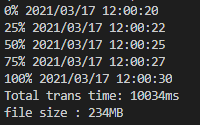 0% 2021/03/17 12:00:20
25% 2021/03/17 12:00:22
50% 2021/03/17 12:00:25
75% 2021/03/17 12:00:27
100% 2021/03/17 12:00:30
Total trans time: 10034ms
file size : 234MB